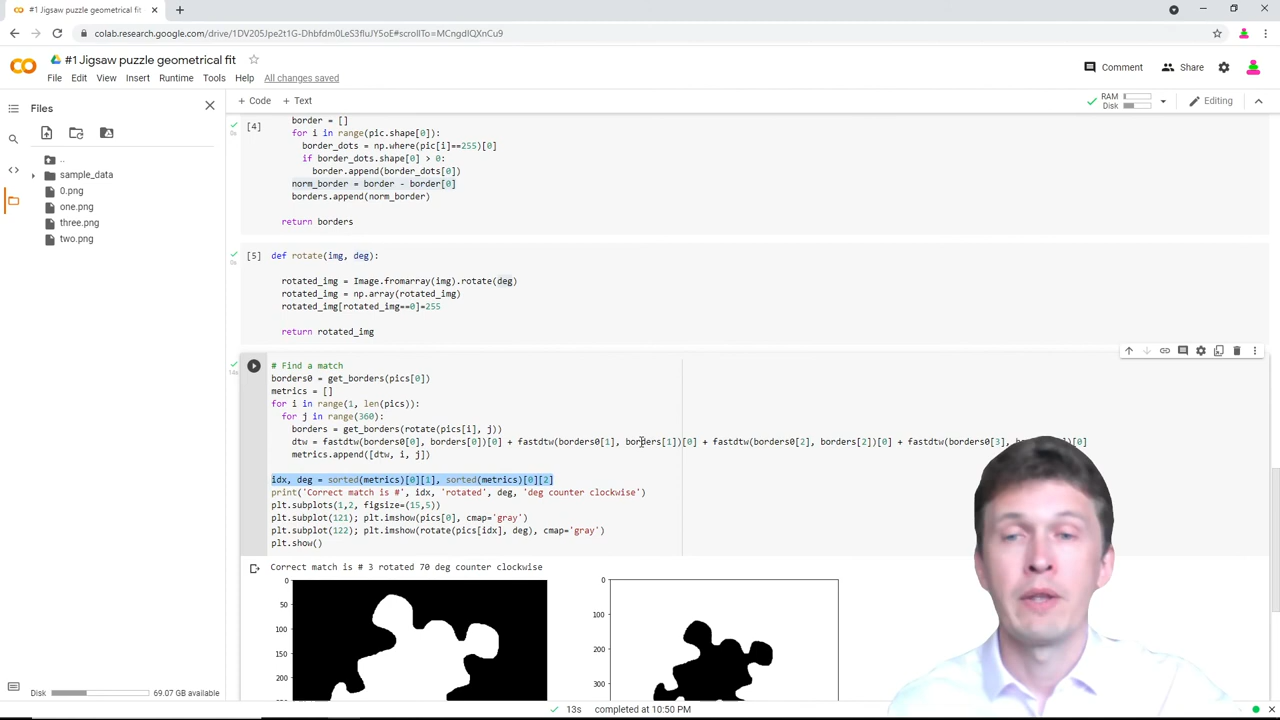 #1 Jigsaw puzzle geometrical fit
colab.research.google.com/drive/1DV205Jpe2t1G-Dhbfdmm0LeS3fluJY5oE#scrollTo=MCngdIQXnCu9
#1 Jigsaw puzzle geometrical fit
File Edit View Insert Runtime Tools Help All changes saved
Comment Share
Files
+ Code + Text
RAM
Disk
Editing
..
sample_data
0.png
one.png
three.png
two.png
[4]
0s
border = []
for i in range(pic.shape[0]):
border_dots = np.where(pic[i]==255)[0]
if border_dots.shape[0] > 0:
border.append(border_dots[0])
norm_border = border - border[0]
borders.append(norm_border)
return borders
[5]
0s
def rotate(img, deg):
rotated_img = Image.fromarray(img).rotate(deg)
rotated_img = np.array(rotated_img)
rotated_img[rotated_img==0]=255
return rotated_img
14s
# Find a match
borders0 = get_borders(pics[0])
metrics = []
for i in range(1, len(pics)):
for j in range(360):
borders = get_borders(rotate(pics[i], j))
dtw = fastdtw(borders0[0], borders[0])[0] + fastdtw(borders0[1], borders[1])[0] + fastdtw(borders0[2], borders[2])[0] + fastdtw(borders0[3], )[0]
metrics.append([dtw, i, j])
idx, deg = sorted(metrics)[0][1], sorted(metrics)[0][2]
print('Correct match is #', idx, 'rotated', deg, 'deg counter clockwise')
plt.subplots(1,2, figsize=(15,5))
plt.subplot(121); plt.imshow(pics[0], cmap='gray')
plt.subplot(122); plt.imshow(rotate(pics[idx], deg), cmap='gray')
plt.show()
Correct match is # 3 rotated 70 deg counter clockwise
0
50
100
150
200
0
100
200
300
Disk 69.07 GB available
13s completed at 10:50 PM